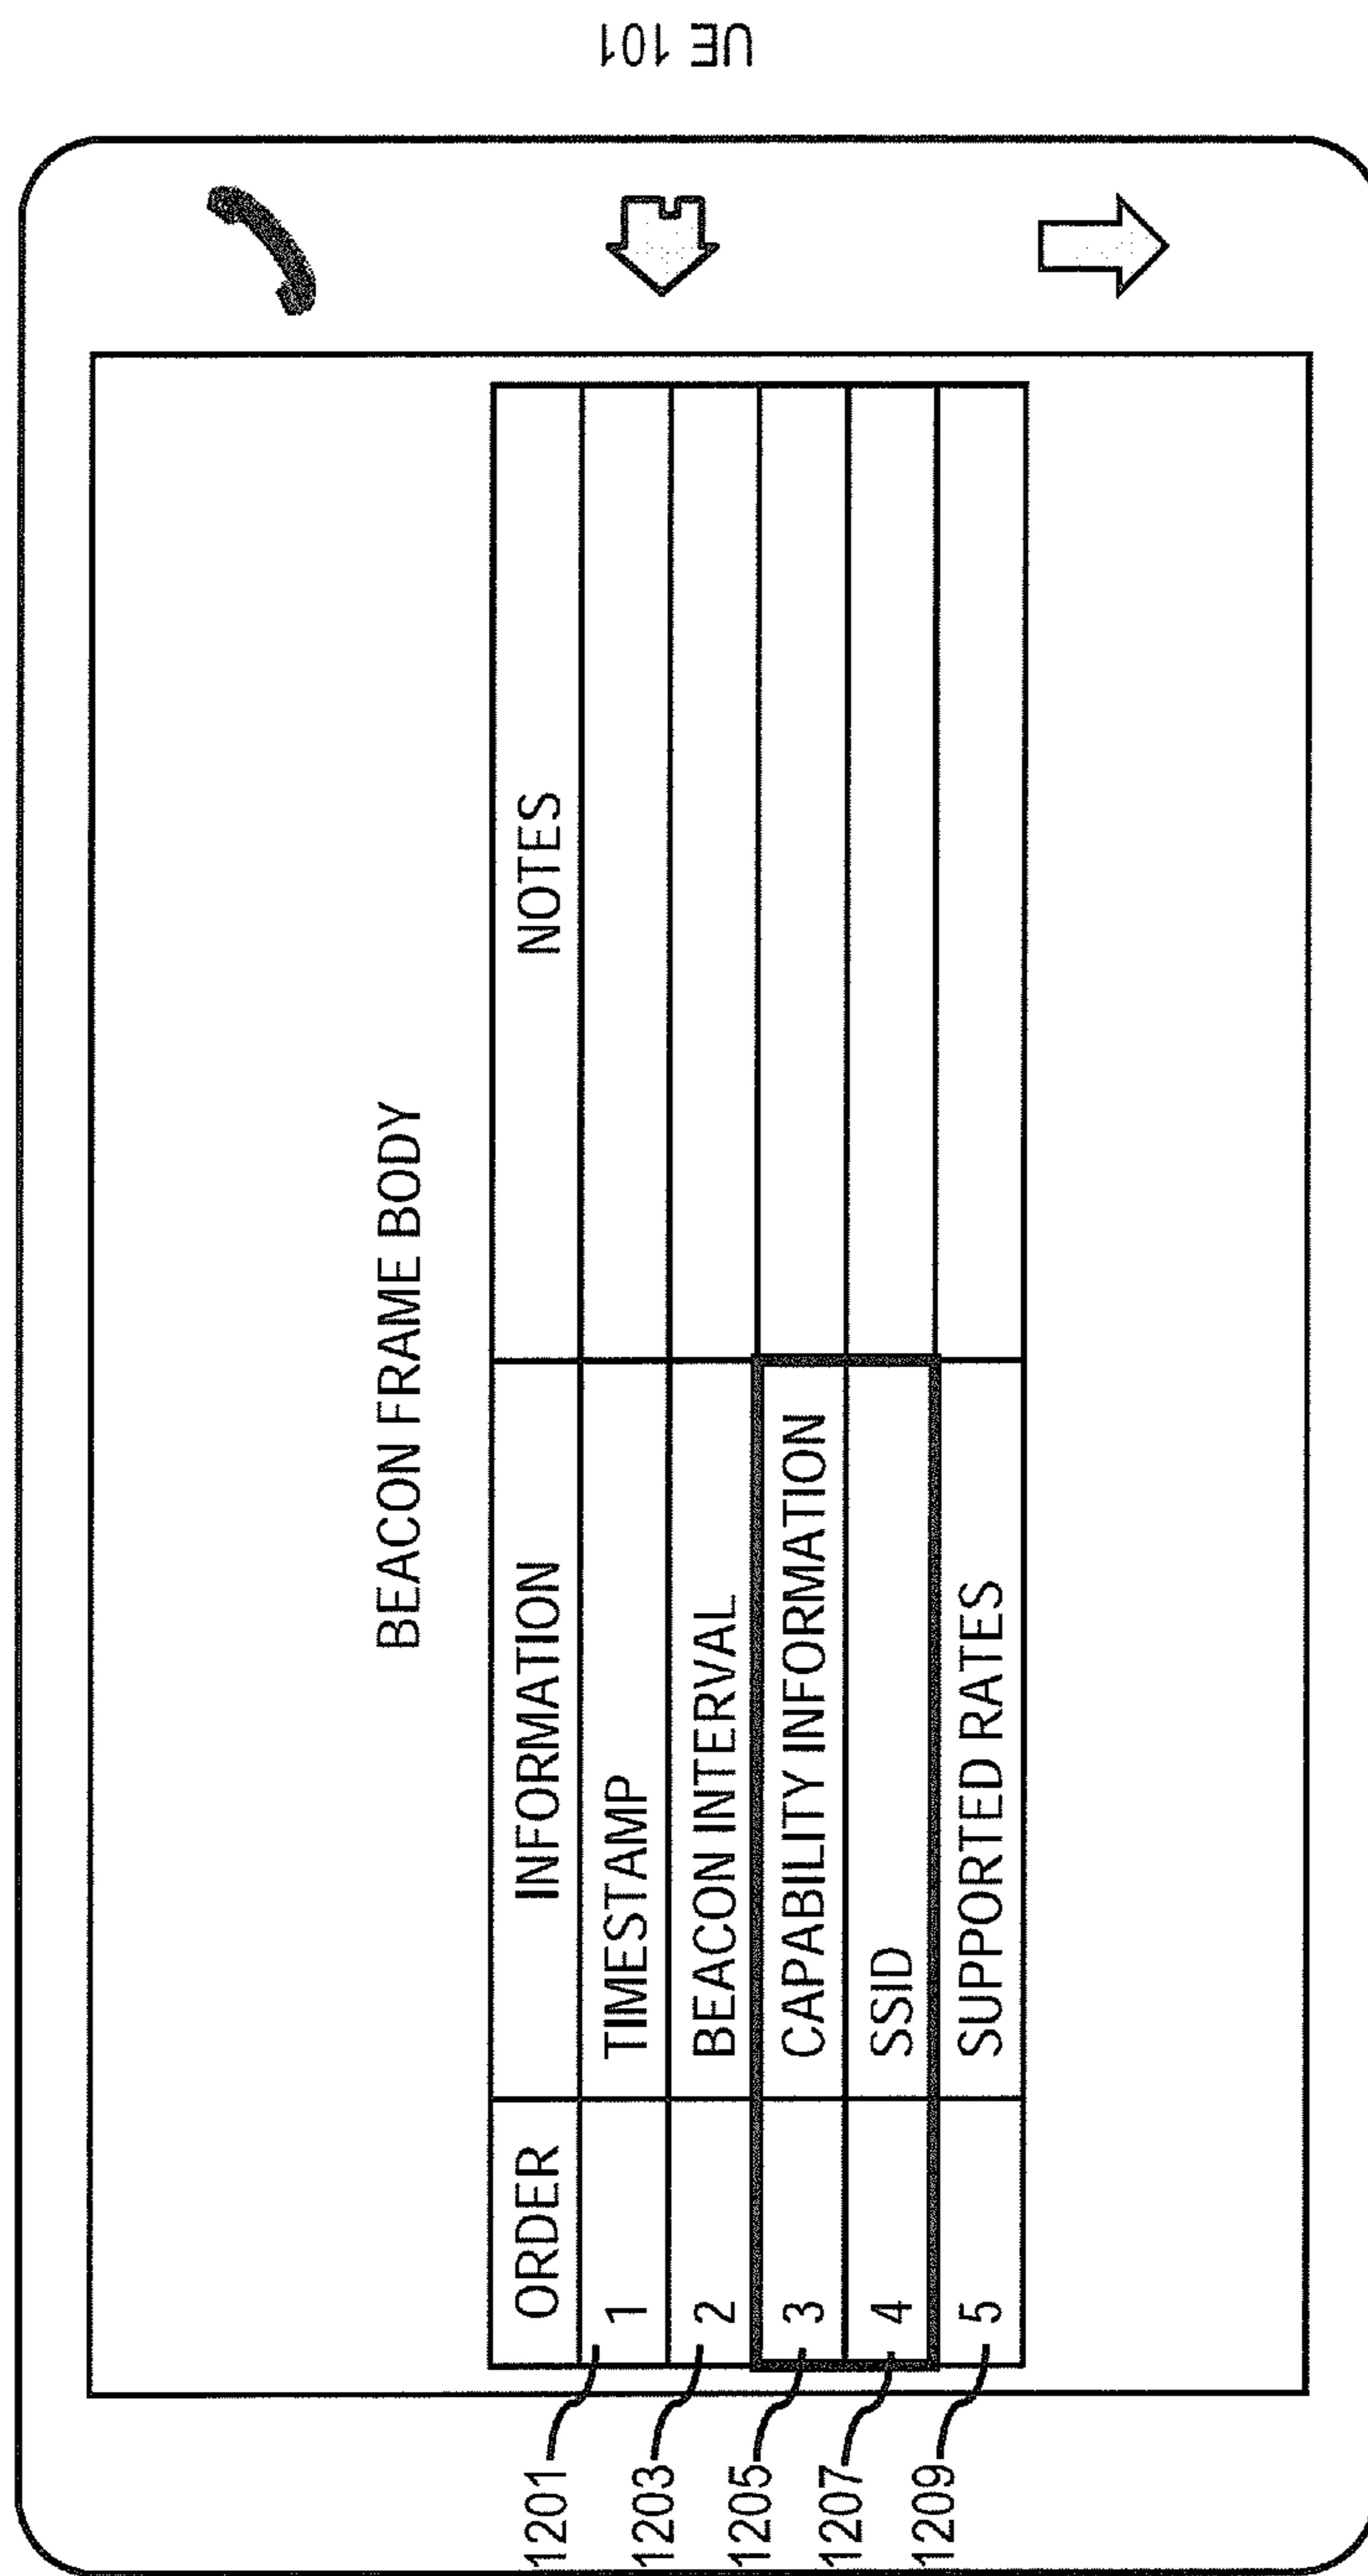 BEACON FRAME BODY
ORDER INFORMATION NOTES
1201 1 TIMESTAMP
1203 2 BEACON INTERVAL
1205 3 CAPABILITY INFORMATION
1207 4 SSID
1209 5 SUPPORTED RATES
UE 101